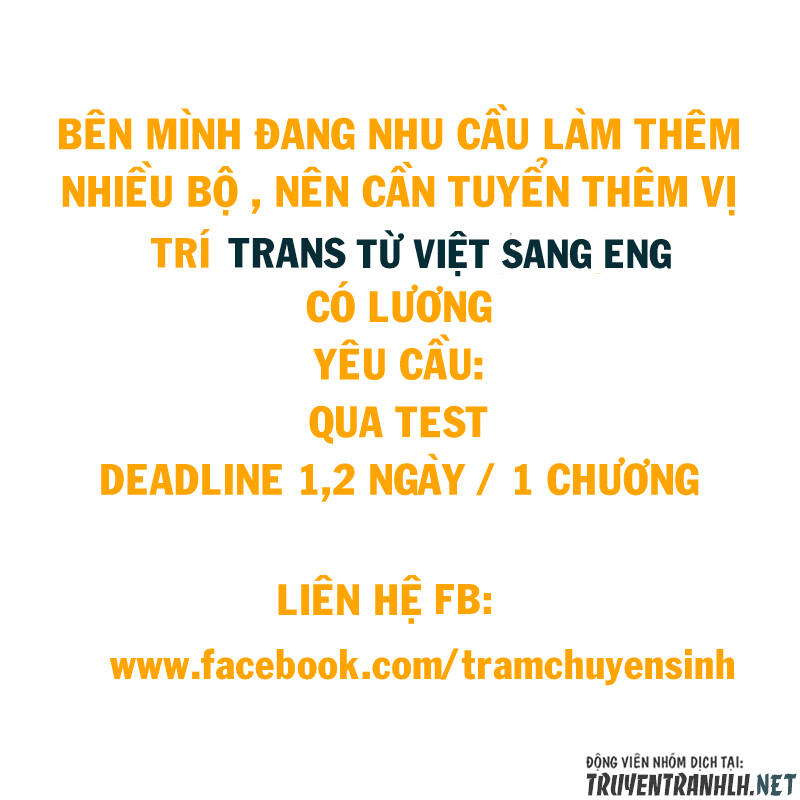 BÊN MÌNH ĐANG NHU CẦU LÀM THÊM
NHIỀU BỘ , NÊN CẦN TUYỂN THÊM VỊ
TRÍ TRANS TỪ VIỆT SANG ENG
CÓ LƯƠNG
YÊU CẦU:
QUA TEST
DEADLINE 1,2 NGÀY / 1 CHƯƠNG
LIÊN HỆ FB:
www.facebook.com/tramchuyensinh
ĐỘNG VIÊN NHÓM DỊCH TẠI:
TRUYENTRANHLH.NET